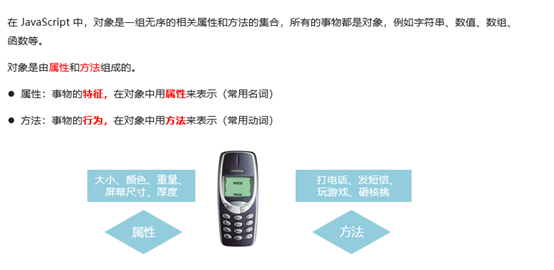 在 JavaScript 中，对象是一组无序的相关属性和方法的集合，所有的事物都是对象，例如字符串、数值、数组、
函数等。
对象是由属性和方法组成的。
● 属性：事物的特征，在对象中用属性来表示（常用名词）
● 方法：事物的行为，在对象中用方法来表示（常用动词）
大小、颜色、重量、
屏幕尺寸、厚度
打电话、发短信、
玩游戏、砸核桃
NOKIA
属性
方法